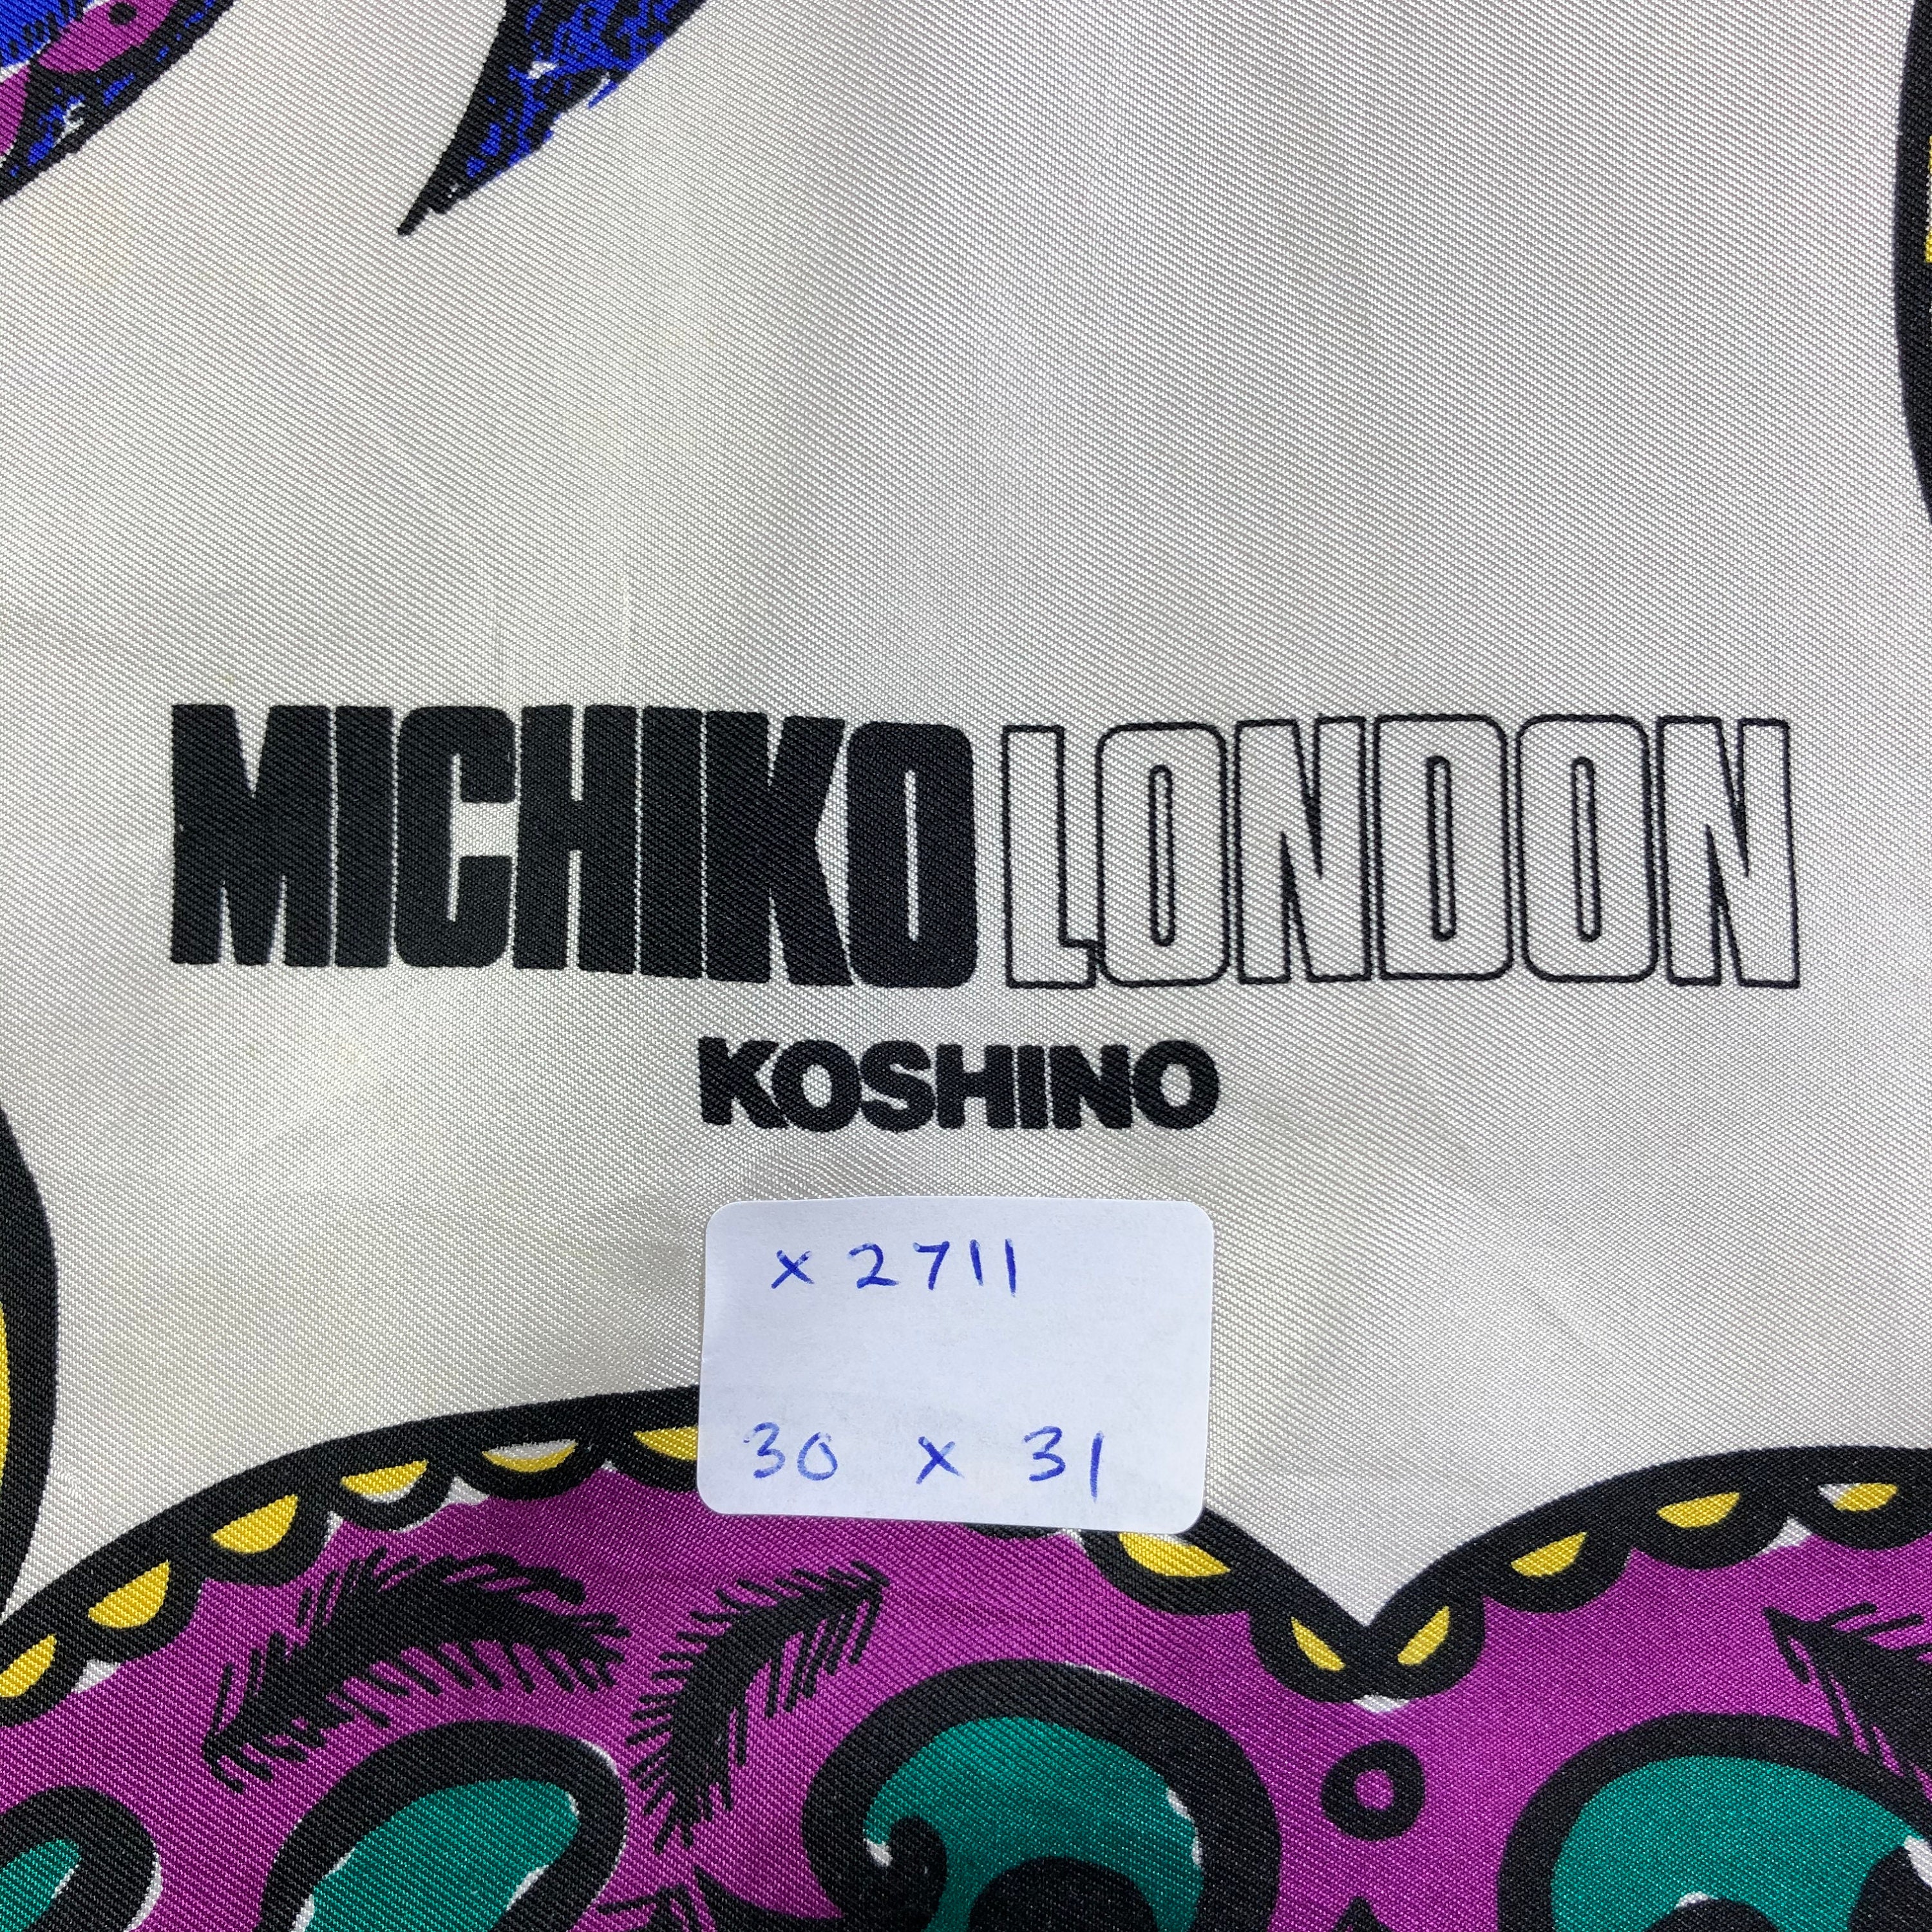 MICHIKO LONDON
KOSHINO
x 2711
30 x 31